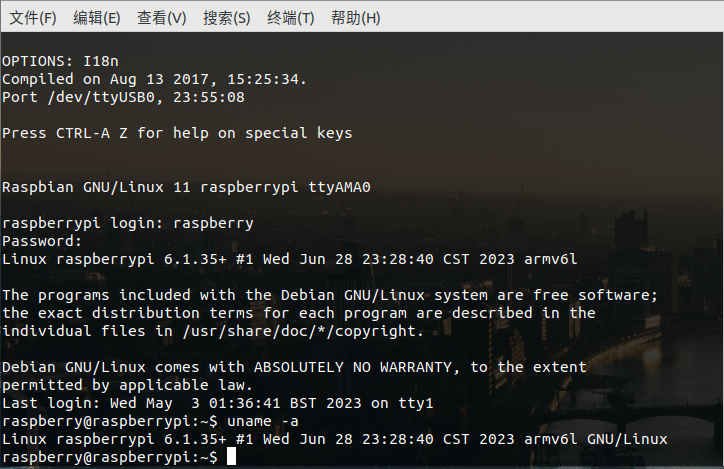 文件(F) 编辑(E) 查看(V) 搜索(S) 终端(T) 帮助(H)
OPTIONS: I18n
Compiled on Aug 13 2017, 15:25:34.
Port /dev/ttyUSB0, 23:55:08
Press CTRL-A Z for help on special keys
Raspbian GNU/Linux 11 raspberrypi ttyAMA0
raspberrypi login: raspberry
Password:
Linux raspberrypi 6.1.35+ #1 Wed Jun 28 23:28:40 CST 2023 armv6l
The programs included with the Debian GNU/Linux system are free software;
the exact distribution terms for each program are described in the
individual files in /usr/share/doc/*/copyright.
Debian GNU/Linux comes with ABSOLUTELY NO WARRANTY, to the extent
permitted by applicable law.
Last login: Wed May  3 01:36:41 BST 2023 on tty1
raspberry@raspberrypi:~$ uname -a
Linux raspberrypi 6.1.35+ #1 Wed Jun 28 23:28:40 CST 2023 armv6l GNU/Linux
raspberry@raspberrypi:~$